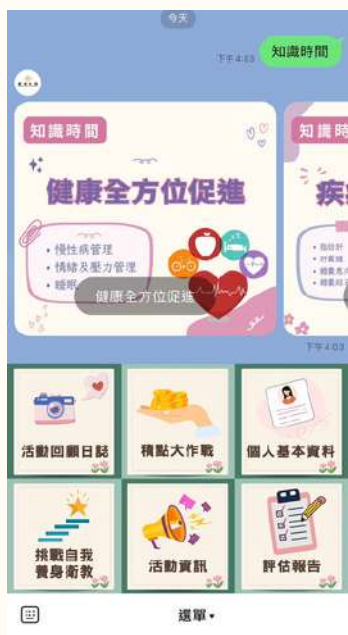 今天
下午4:03
知識時間
知識時間
健康全方位促進
• 慢性病管理
• 情緒及壓力管理
• 睡眠
健康全方位促進
知識時
疾
下午4:03
活動回顧日誌
積點大作戰
個人基本資料
挑戰自我
養身衛教
活動資訊
評估報告
選單▾